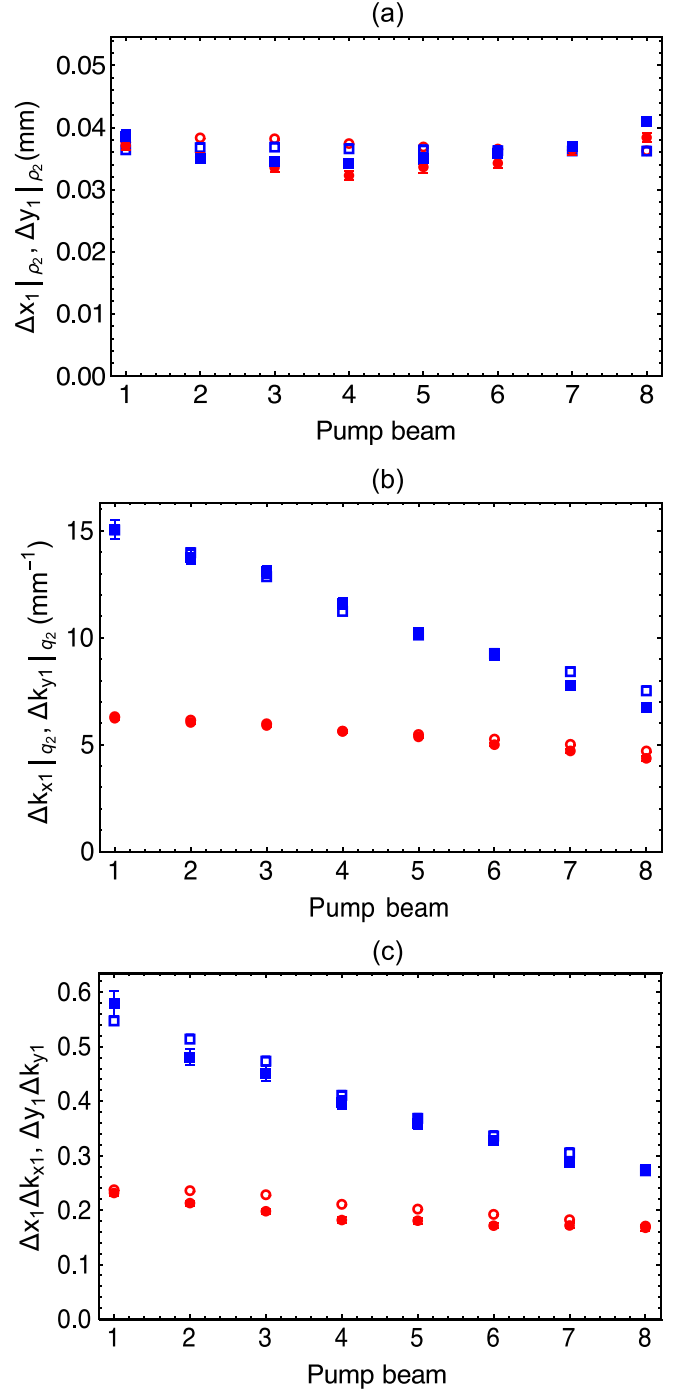 (a)
Δx₁|ρ₂, Δy₁|ρ₂ (mm)
0.05
0.04
0.03
0.02
0.01
0.00
1 2 3 4 5 6 7 8
Pump beam
(b)
Δkₓ₁|q₂, Δk_y1|q₂ (mm⁻¹)
15
10
5
0
1 2 3 4 5 6 7 8
Pump beam
(c)
Δx₁Δkₓ₁, Δy₁Δk_y1
0.6
0.5
0.4
0.3
0.2
0.1
0.0
1 2 3 4 5 6 7 8
Pump beam